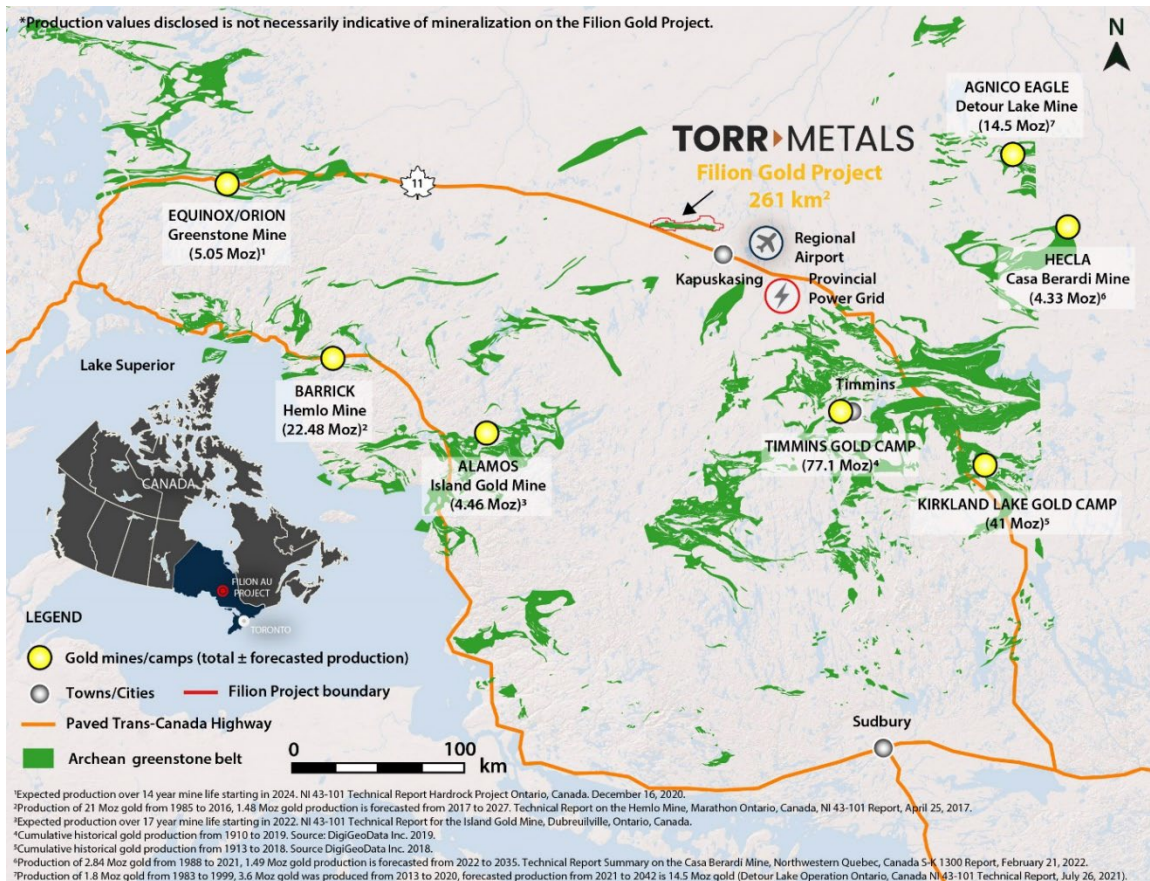 *Production values disclosed is not necessarily indicative of mineralization on the Filion Gold Project.
N
AGNICO EAGLE
Detour Lake Mine
(14.5 Moz)⁷
TORR METALS
Filion Gold Project
261 km²
11
EQUINOX/ORION
Greenstone Mine
(5.05 Moz)¹
Regional
Airport
Kapuskasing
Provincial
Power Grid
HECLA
Casa Berardi Mine
(4.33 Moz)⁶
Lake Superior
BARRICK
Hemlo Mine
(22.48 Moz)²
Timmins
TIMMINS GOLD CAMP
(77.1 Moz)⁴
ALAMOS
Island Gold Mine
(4.46 Moz)³
KIRKLAND LAKE GOLD CAMP
(41 Moz)⁵
CANADA
FILION AU
PROJECT
TORONTO
LEGEND
Gold mines/camps (total ± forecasted production)
Towns/Cities
Filion Project boundary
Paved Trans-Canada Highway
Archean greenstone belt
0 100
km
Sudbury
¹Expected production over 14 year mine life starting in 2024. NI 43-101 Technical Report Hardrock Project Ontario, Canada. December 16, 2020.
²Production of 21 Moz gold from 1985 to 2016, 1.48 Moz gold production is forecasted from 2017 to 2027. Technical Report on the Hemlo Mine, Marathon Ontario, Canada, NI 43-101 Report, April 25, 2017.
³Expected production over 17 year mine life starting in 2022. NI 43-101 Technical Report for the Island Gold Mine, Dubreuilville, Ontario, Canada.
⁴Cumulative historical gold production from 1910 to 2019. Source: DigiGeoData Inc. 2019.
⁵Cumulative historical gold production from 1913 to 2018. Source DigiGeoData Inc. 2018.
⁶Production of 2.84 Moz gold from 1988 to 2021, 1.49 Moz gold production is forecasted from 2022 to 2035. Technical Report Summary on the Casa Berardi Mine, Northwestern Quebec, Canada S-K 1300 Report, February 21, 2022.
⁷Production of 1.8 Moz gold from 1983 to 1999, 3.6 Moz gold was produced from 2013 to 2020, forecasted production from 2021 to 2042 is 14.5 Moz gold (Detour Lake Operation Ontario, Canada NI 43-101 Technical Report, July 26, 2021).